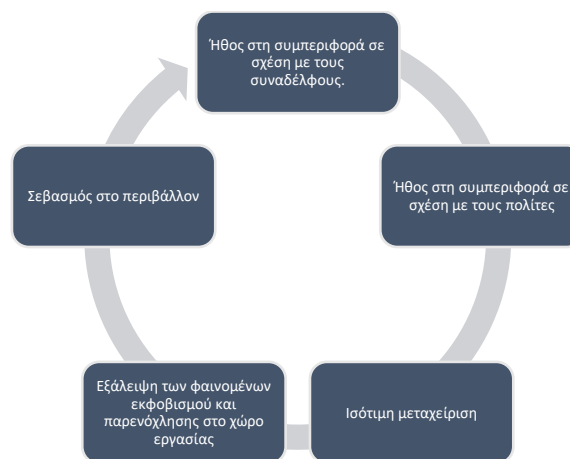 Ήθος στη συμπεριφορά σε
σχέση με τους
συναδέλφους.
Ήθος στη συμπεριφορά σε
σχέση με τους πολίτες
Ισότιμη μεταχείριση
Εξάλειψη των φαινομένων
εκφοβισμού και
παρενόχλησης στο χώρο
εργασίας
Σεβασμός στο περιβάλλον